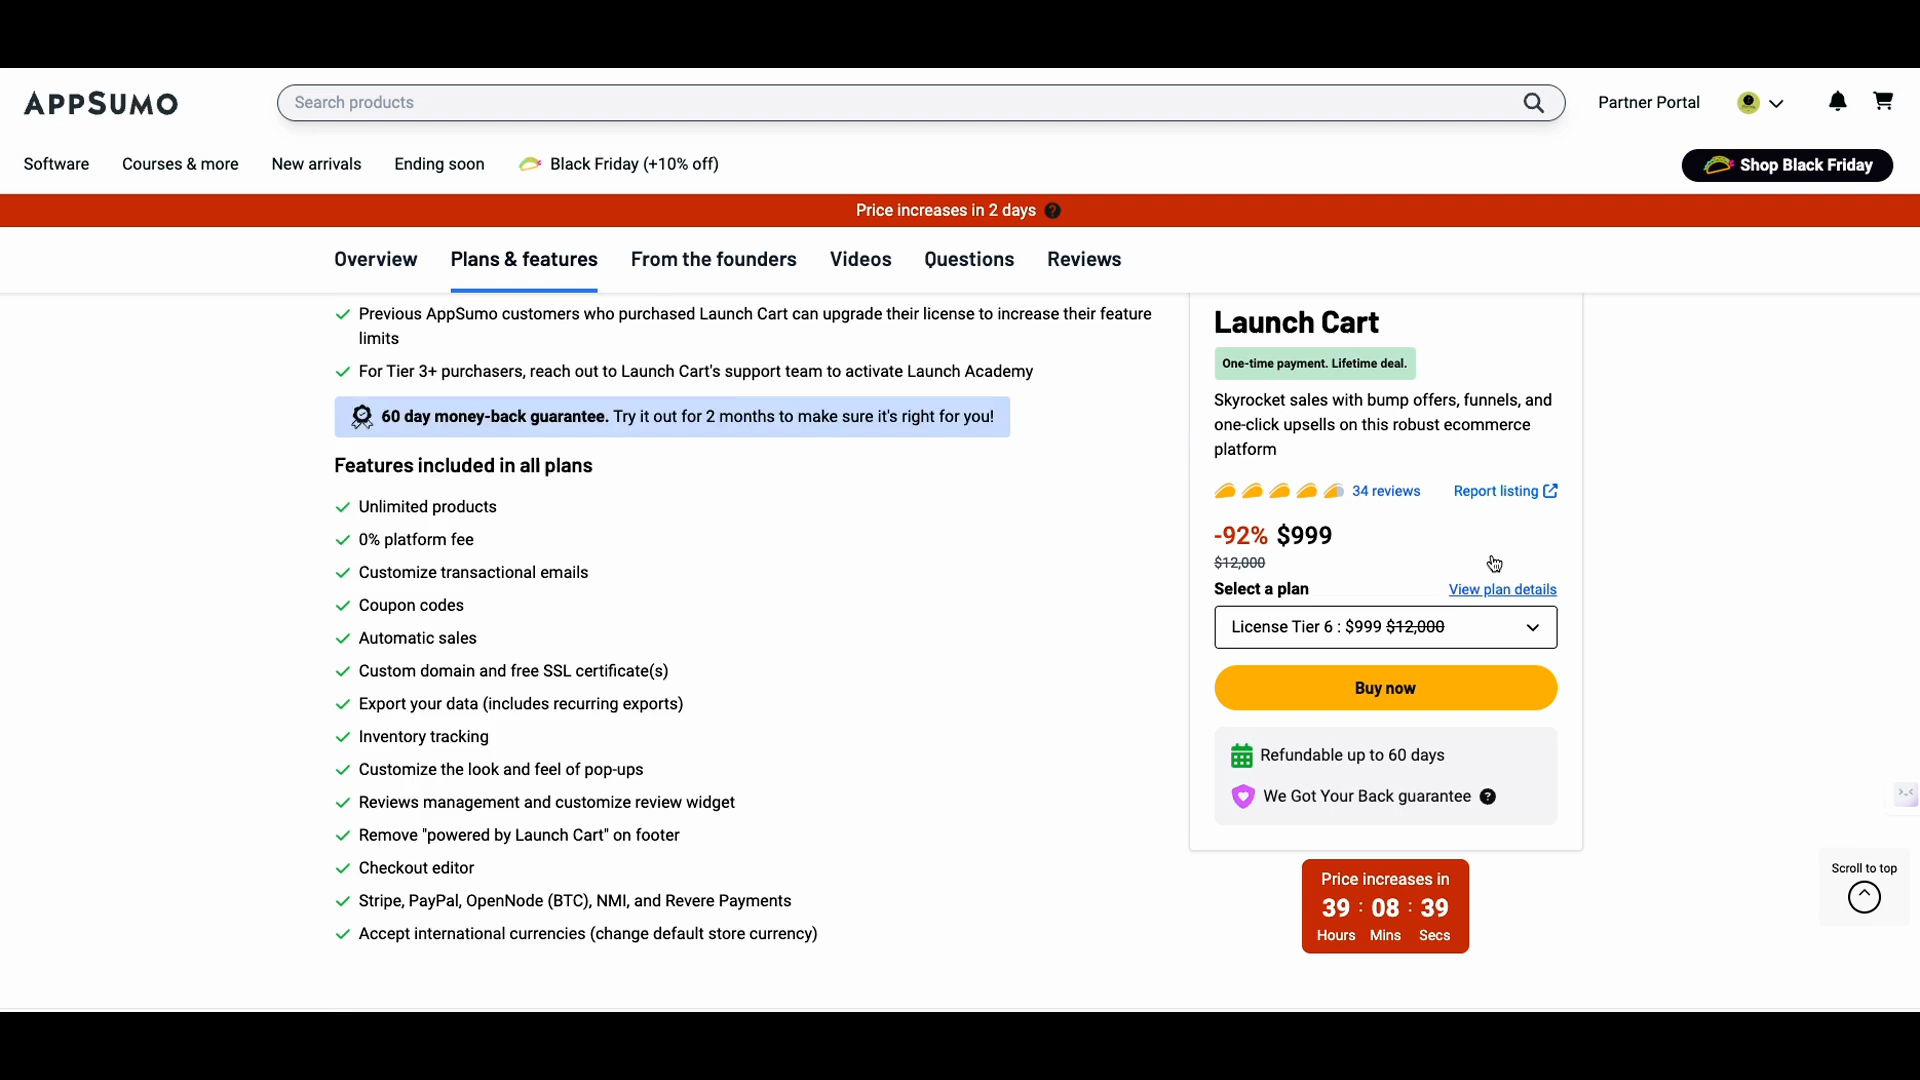 APPSUMO
Search products
Partner Portal
Software
Courses & more
New arrivals
Ending soon
Black Friday (+10% off)
Shop Black Friday
Price increases in 2 days ?
Overview
Plans & features
From the founders
Videos
Questions
Reviews
Previous AppSumo customers who purchased Launch Cart can upgrade their license to increase their feature
limits
For Tier 3+ purchasers, reach out to Launch Cart's support team to activate Launch Academy
60 day money-back guarantee. Try it out for 2 months to make sure it's right for you!
Features included in all plans
Unlimited products
0% platform fee
Customize transactional emails
Coupon codes
Automatic sales
Custom domain and free SSL certificate(s)
Export your data (includes recurring exports)
Inventory tracking
Customize the look and feel of pop-ups
Reviews management and customize review widget
Remove "powered by Launch Cart" on footer
Checkout editor
Stripe, PayPal, OpenNode (BTC), NMI, and Revere Payments
Accept international currencies (change default store currency)
Launch Cart
One-time payment. Lifetime deal.
Skyrocket sales with bump offers, funnels, and
one-click upsells on this robust ecommerce
platform
34 reviews
Report listing
-92% $999
$12,000
Select a plan
View plan details
License Tier 6 : $999 $12,000
Buy now
Refundable up to 60 days
We Got Your Back guarantee ?
Price increases in
39 : 08 : 39
Hours Mins Secs
Scroll to top